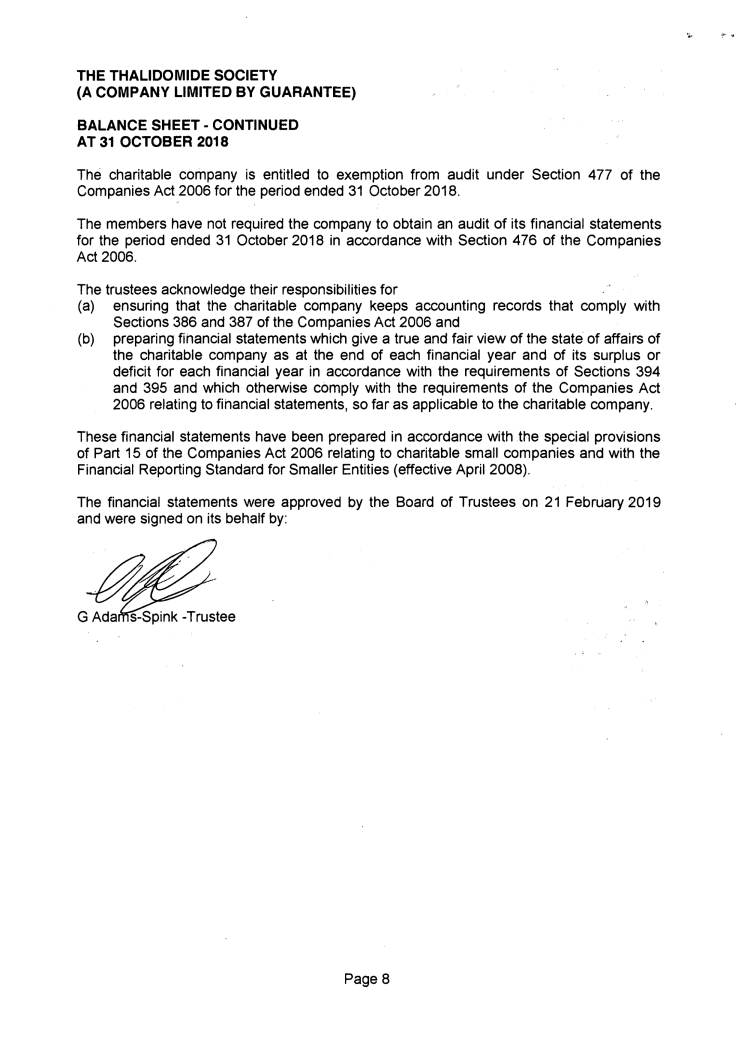 THE THALIDOMIDE SOCIETY
(A COMPANY LIMITED BY GUARANTEE)
BALANCE SHEET - CONTINUED
AT 31 OCTOBER 2018
The charitable company is entitled to exemption from audit under Section 477 of the
Companies Act 2006 for the period ended 31 October 2018.
The members have not required the company to obtain an audit of its financial statements
for the period ended 31 October 2018 in accordance with Section 476 of the Companies
Act 2006.
The trustees acknowledge their responsibilities for
(a) ensuring that the charitable company keeps accounting records that comply with
Sections 386 and 387 of the Companies Act 2006 and
(b) preparing financial statements which give a true and fair view of the state of affairs of
the charitable company as at the end of each financial year and of its surplus or
deficit for each financial year in accordance with the requirements of Sections 394
and 395 and which otherwise comply with the requirements of the Companies Act
2006 relating to financial statements, so far as applicable to the charitable company.
These financial statements have been prepared in accordance with the special provisions
of Part 15 of the Companies Act 2006 relating to charitable small companies and with the
Financial Reporting Standard for Smaller Entities (effective April 2008).
The financial statements were approved by the Board of Trustees on 21 February 2019
and were signed on its behalf by:
G Adams-Spink -Trustee
Page 8